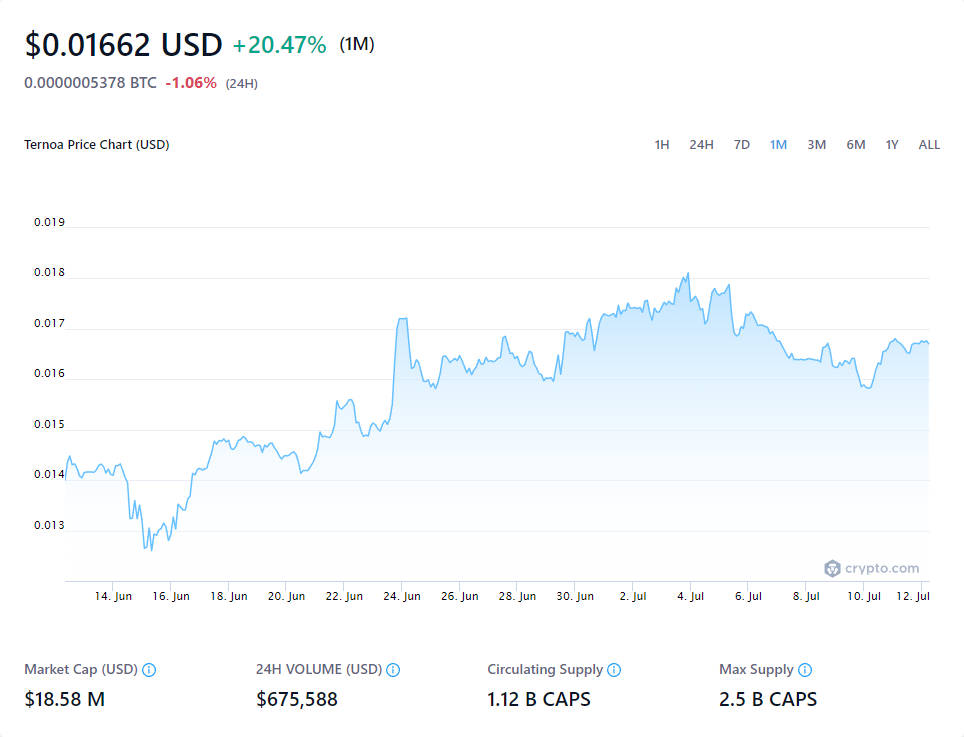 $0.01662 USD +20.47% (1M)
0.0000005378 BTC -1.06% (24H)
Ternoa Price Chart (USD) 1H 24H 7D 1M 3M 6M 1Y ALL
0.019
0.018
0.017
0.016
0.015
0.014
0.013
crypto.com
14. Jun 16. Jun 18. Jun 20. Jun 22. Jun 24. Jun 26. Jun 28. Jun 30. Jun 2. Jul 4. Jul 6. Jul 8. Jul 10. Jul 12. Jul
Market Cap (USD) 24H VOLUME (USD) Circulating Supply Max Supply
$18.58 M $675,588 1.12 B CAPS 2.5 B CAPS